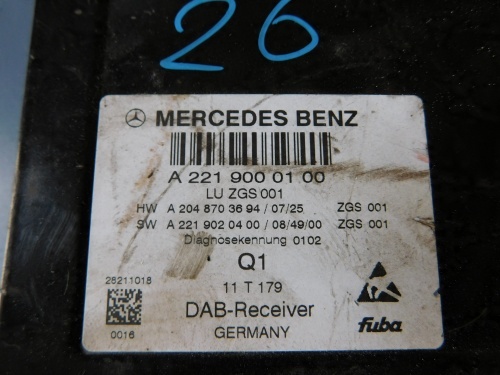 26
MERCEDES BENZ
A 221 900 01 00
LU ZGS 001
HW A 204 870 36 94 / 07/25 ZGS 001
SW A 221 902 04 00 / 08/49/00 ZGS 001
Diagnosekennung 0102
Q1
28211018
11 T 179
DAB-Receiver
0016
GERMANY
fuba